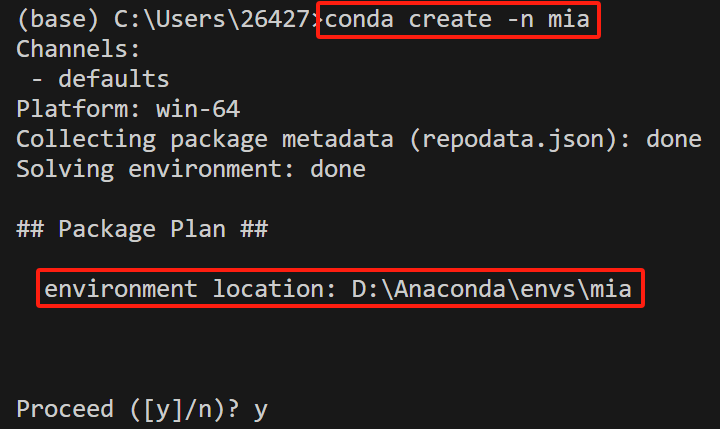 (base) C:\Users\26427>conda create -n mia
Channels:
 - defaults
Platform: win-64
Collecting package metadata (repodata.json): done
Solving environment: done
## Package Plan ##
  environment location: D:\Anaconda\envs\mia
Proceed ([y]/n)? y